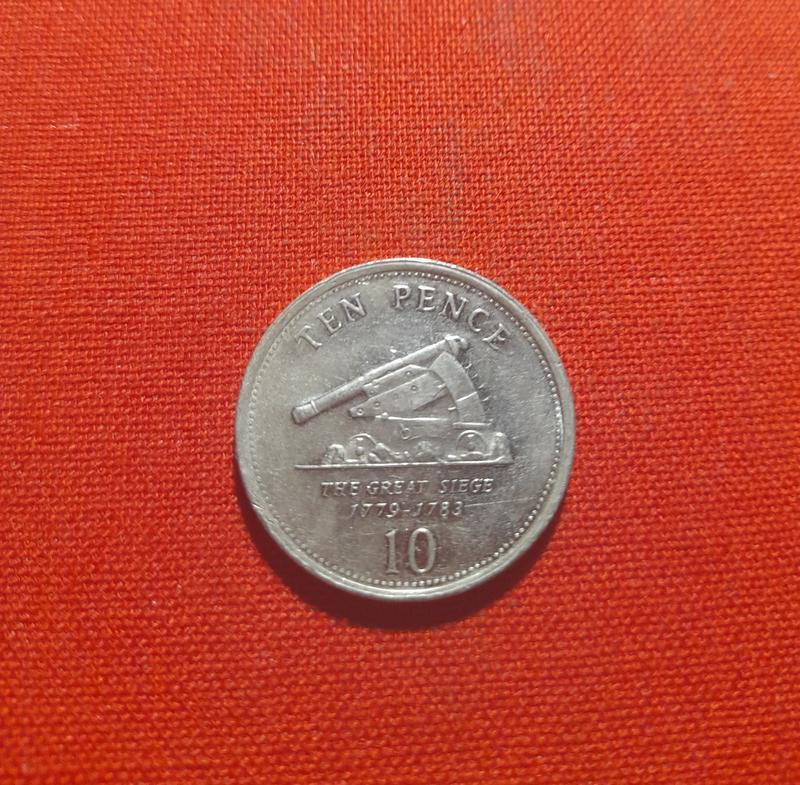 TEN PENCE
THE GREAT SIEGE
1779-1783
10